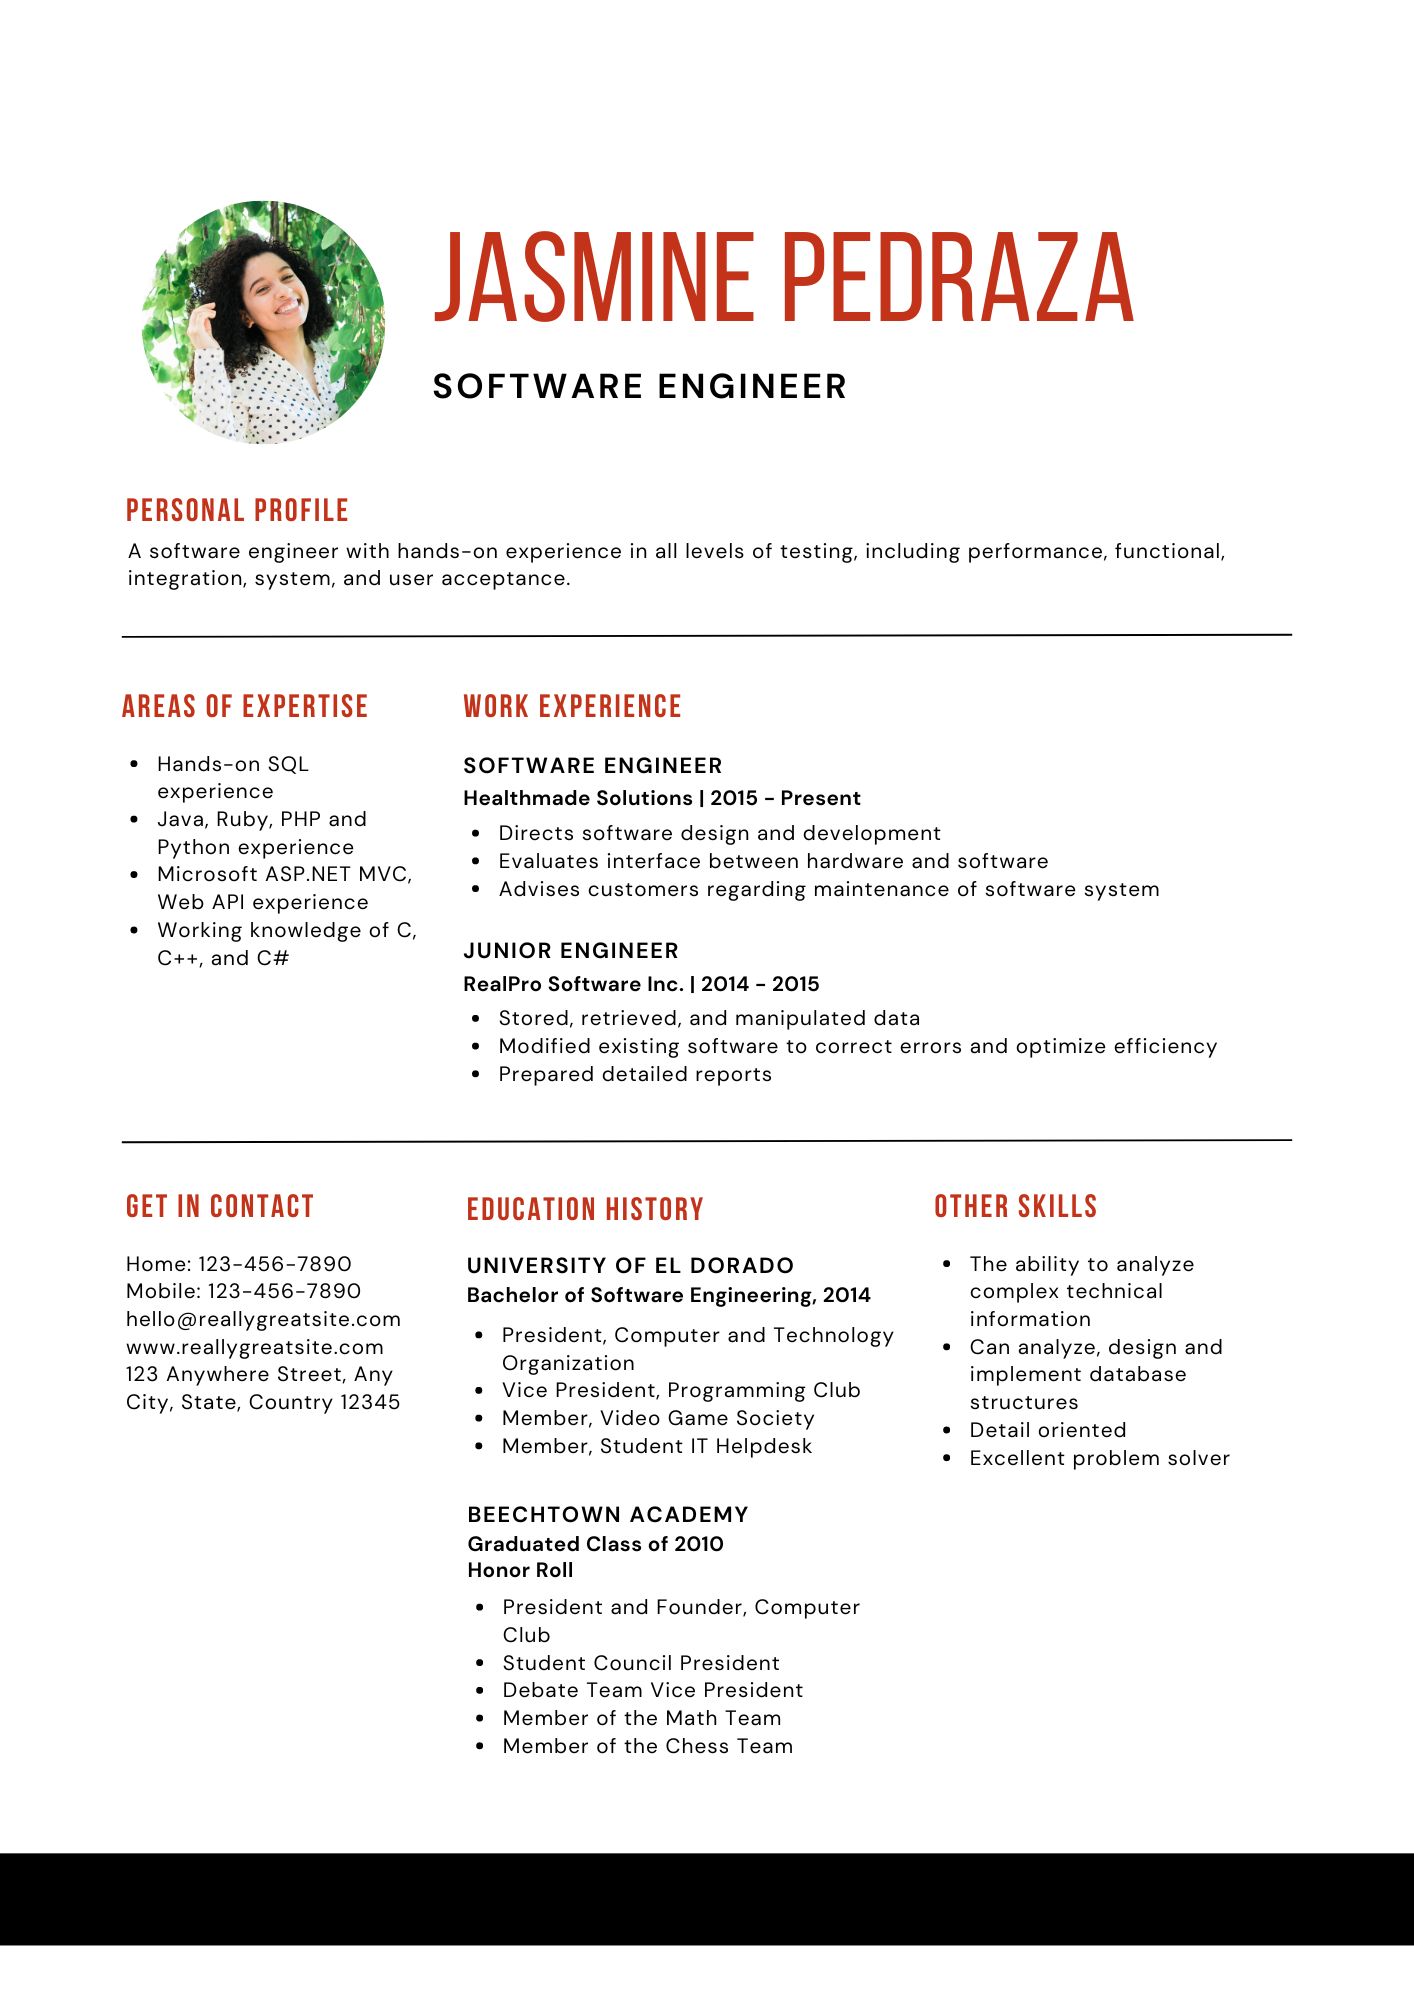 JASMINE PEDRAZA
SOFTWARE ENGINEER
PERSONAL PROFILE
A software engineer with hands-on experience in all levels of testing, including performance, functional,
integration, system, and user acceptance.
AREAS OF EXPERTISE
• Hands-on SQL
experience
• Java, Ruby, PHP and
Python experience
• Microsoft ASP.NET MVC,
Web API experience
• Working knowledge of C,
C++, and C#
WORK EXPERIENCE
SOFTWARE ENGINEER
Healthmade Solutions | 2015 - Present
• Directs software design and development
• Evaluates interface between hardware and software
• Advises customers regarding maintenance of software system
JUNIOR ENGINEER
RealPro Software Inc. | 2014 - 2015
• Stored, retrieved, and manipulated data
• Modified existing software to correct errors and optimize efficiency
• Prepared detailed reports
GET IN CONTACT
Home: 123-456-7890
Mobile: 123-456-7890
hello@reallygreatsite.com
www.reallygreatsite.com
123 Anywhere Street, Any
City, State, Country 12345
EDUCATION HISTORY
UNIVERSITY OF EL DORADO
Bachelor of Software Engineering, 2014
• President, Computer and Technology
Organization
• Vice President, Programming Club
• Member, Video Game Society
• Member, Student IT Helpdesk
BEECHTOWN ACADEMY
Graduated Class of 2010
Honor Roll
• President and Founder, Computer
Club
• Student Council President
• Debate Team Vice President
• Member of the Math Team
• Member of the Chess Team
OTHER SKILLS
• The ability to analyze
complex technical
information
• Can analyze, design and
implement database
structures
• Detail oriented
• Excellent problem solver